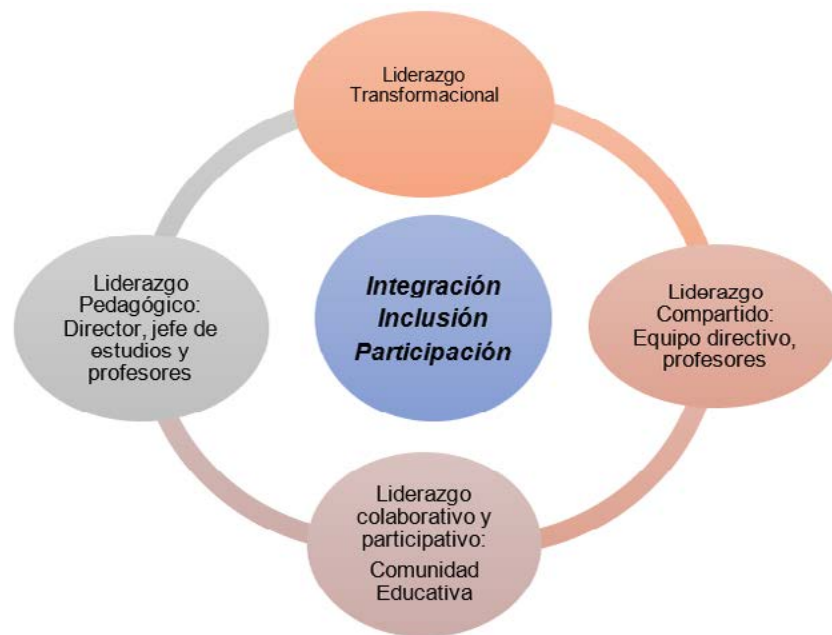 Liderazgo
Transformacional
Liderazgo
Pedagógico:
Director, jefe de
estudios y
profesores
Integración
Inclusión
Participación
Liderazgo
Compartido:
Equipo directivo,
profesores
Liderazgo
colaborativo y
participativo:
Comunidad
Educativa